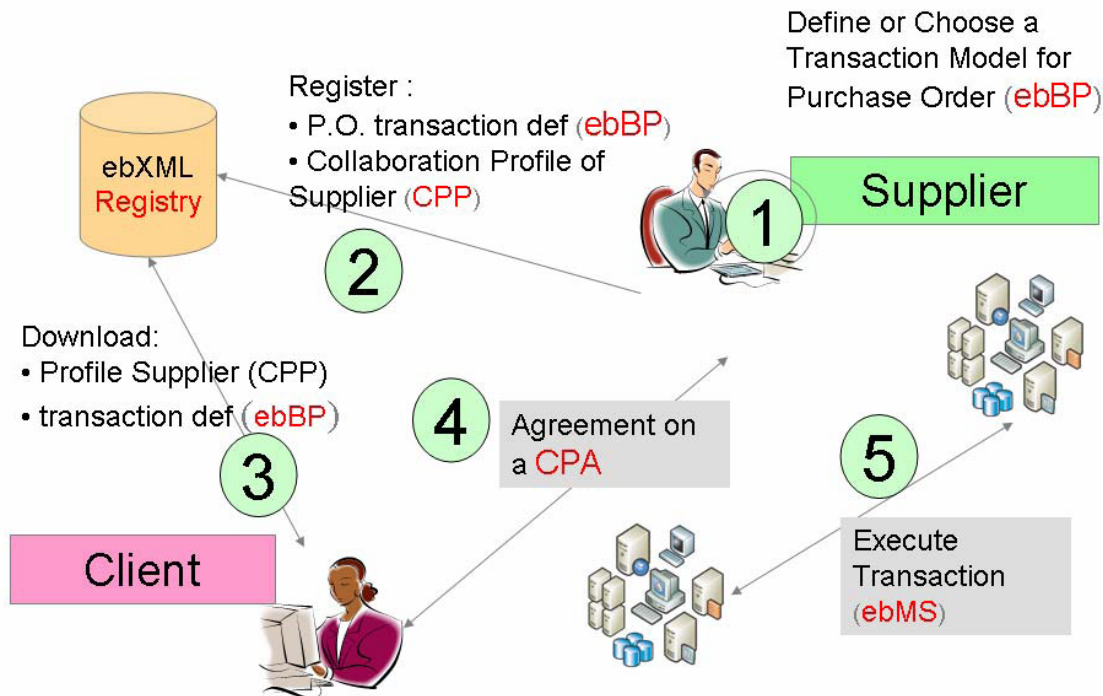 Define or Choose a
Transaction Model for
Purchase Order (ebBP)
Supplier
1
Register :
• P.O. transaction def (ebBP)
• Collaboration Profile of
Supplier (CPP)
2
ebXML
Registry
Download:
• Profile Supplier (CPP)
• transaction def (ebBP)
3
Client
4
Agreement on
a CPA
5
Execute
Transaction
(ebMS)